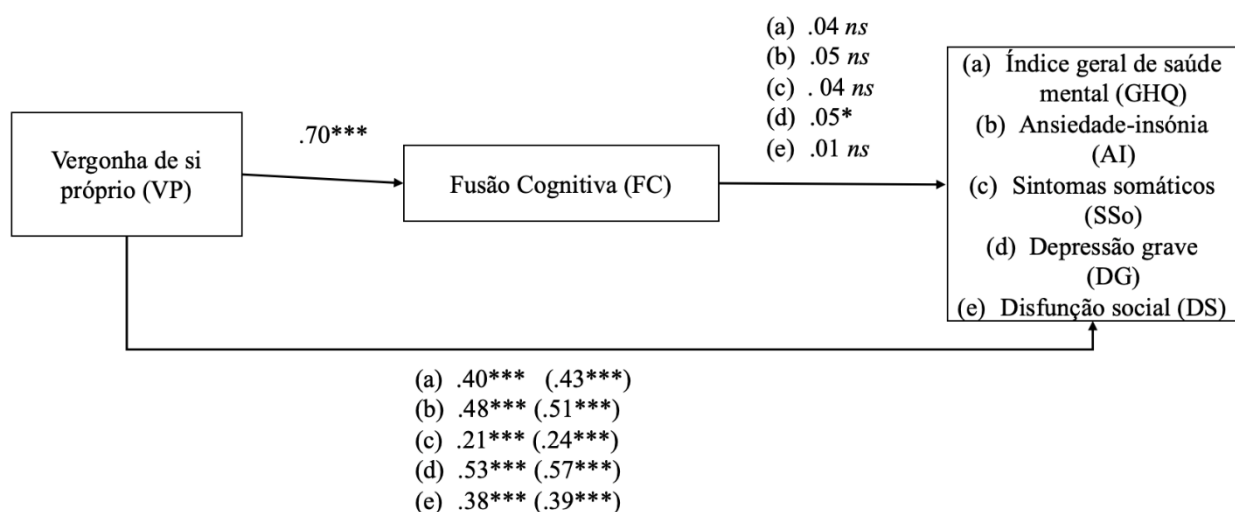 Vergonha de si
próprio (VP)
.70***
Fusão Cognitiva (FC)
(a) .04 ns
(b) .05 ns
(c) . 04 ns
(d) .05*
(e) .01 ns
(a) Índice geral de saúde
mental (GHQ)
(b) Ansiedade-insónia
(AI)
(c) Sintomas somáticos
(SSo)
(d) Depressão grave
(DG)
(e) Disfunção social (DS)
(a) .40*** (.43***)
(b) .48*** (.51***)
(c) .21*** (.24***)
(d) .53*** (.57***)
(e) .38*** (.39***)